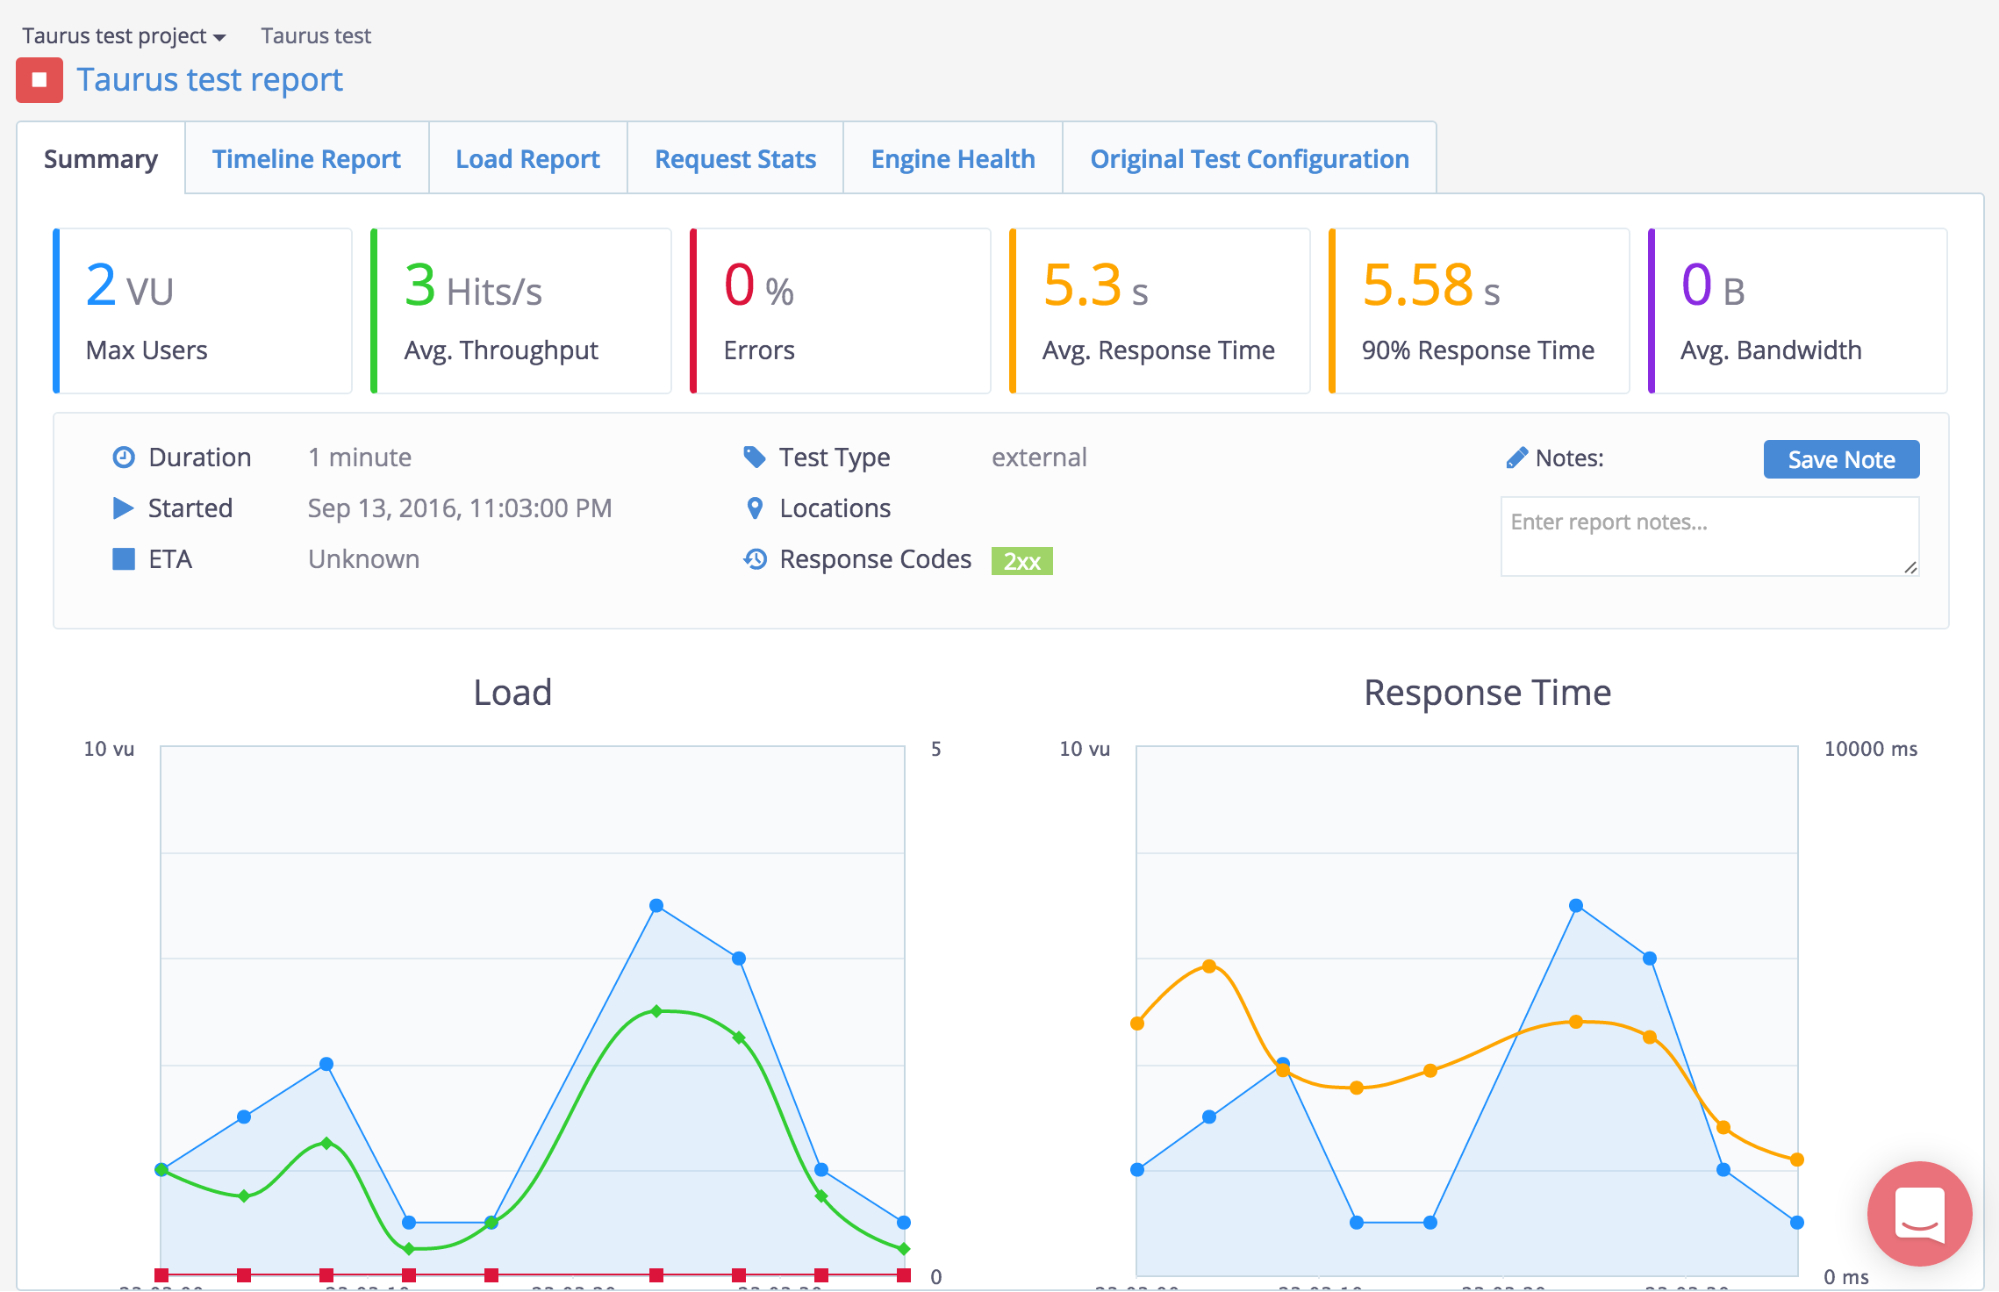 Taurus test project Taurus test
Taurus test report
Summary Timeline Report Load Report Request Stats Engine Health Original Test Configuration
2 VU 3 Hits/s 0 % 5.3 s 5.58 s 0 B
Max Users Avg. Throughput Errors Avg. Response Time 90% Response Time Avg. Bandwidth
Duration 1 minute Test Type external Notes: Save Note
Started Sep 13, 2016, 11:03:00 PM Locations Enter report notes...
ETA Unknown Response Codes 2xx
Load Response Time
10 vu 5 10 vu 10000 ms
0 0 ms